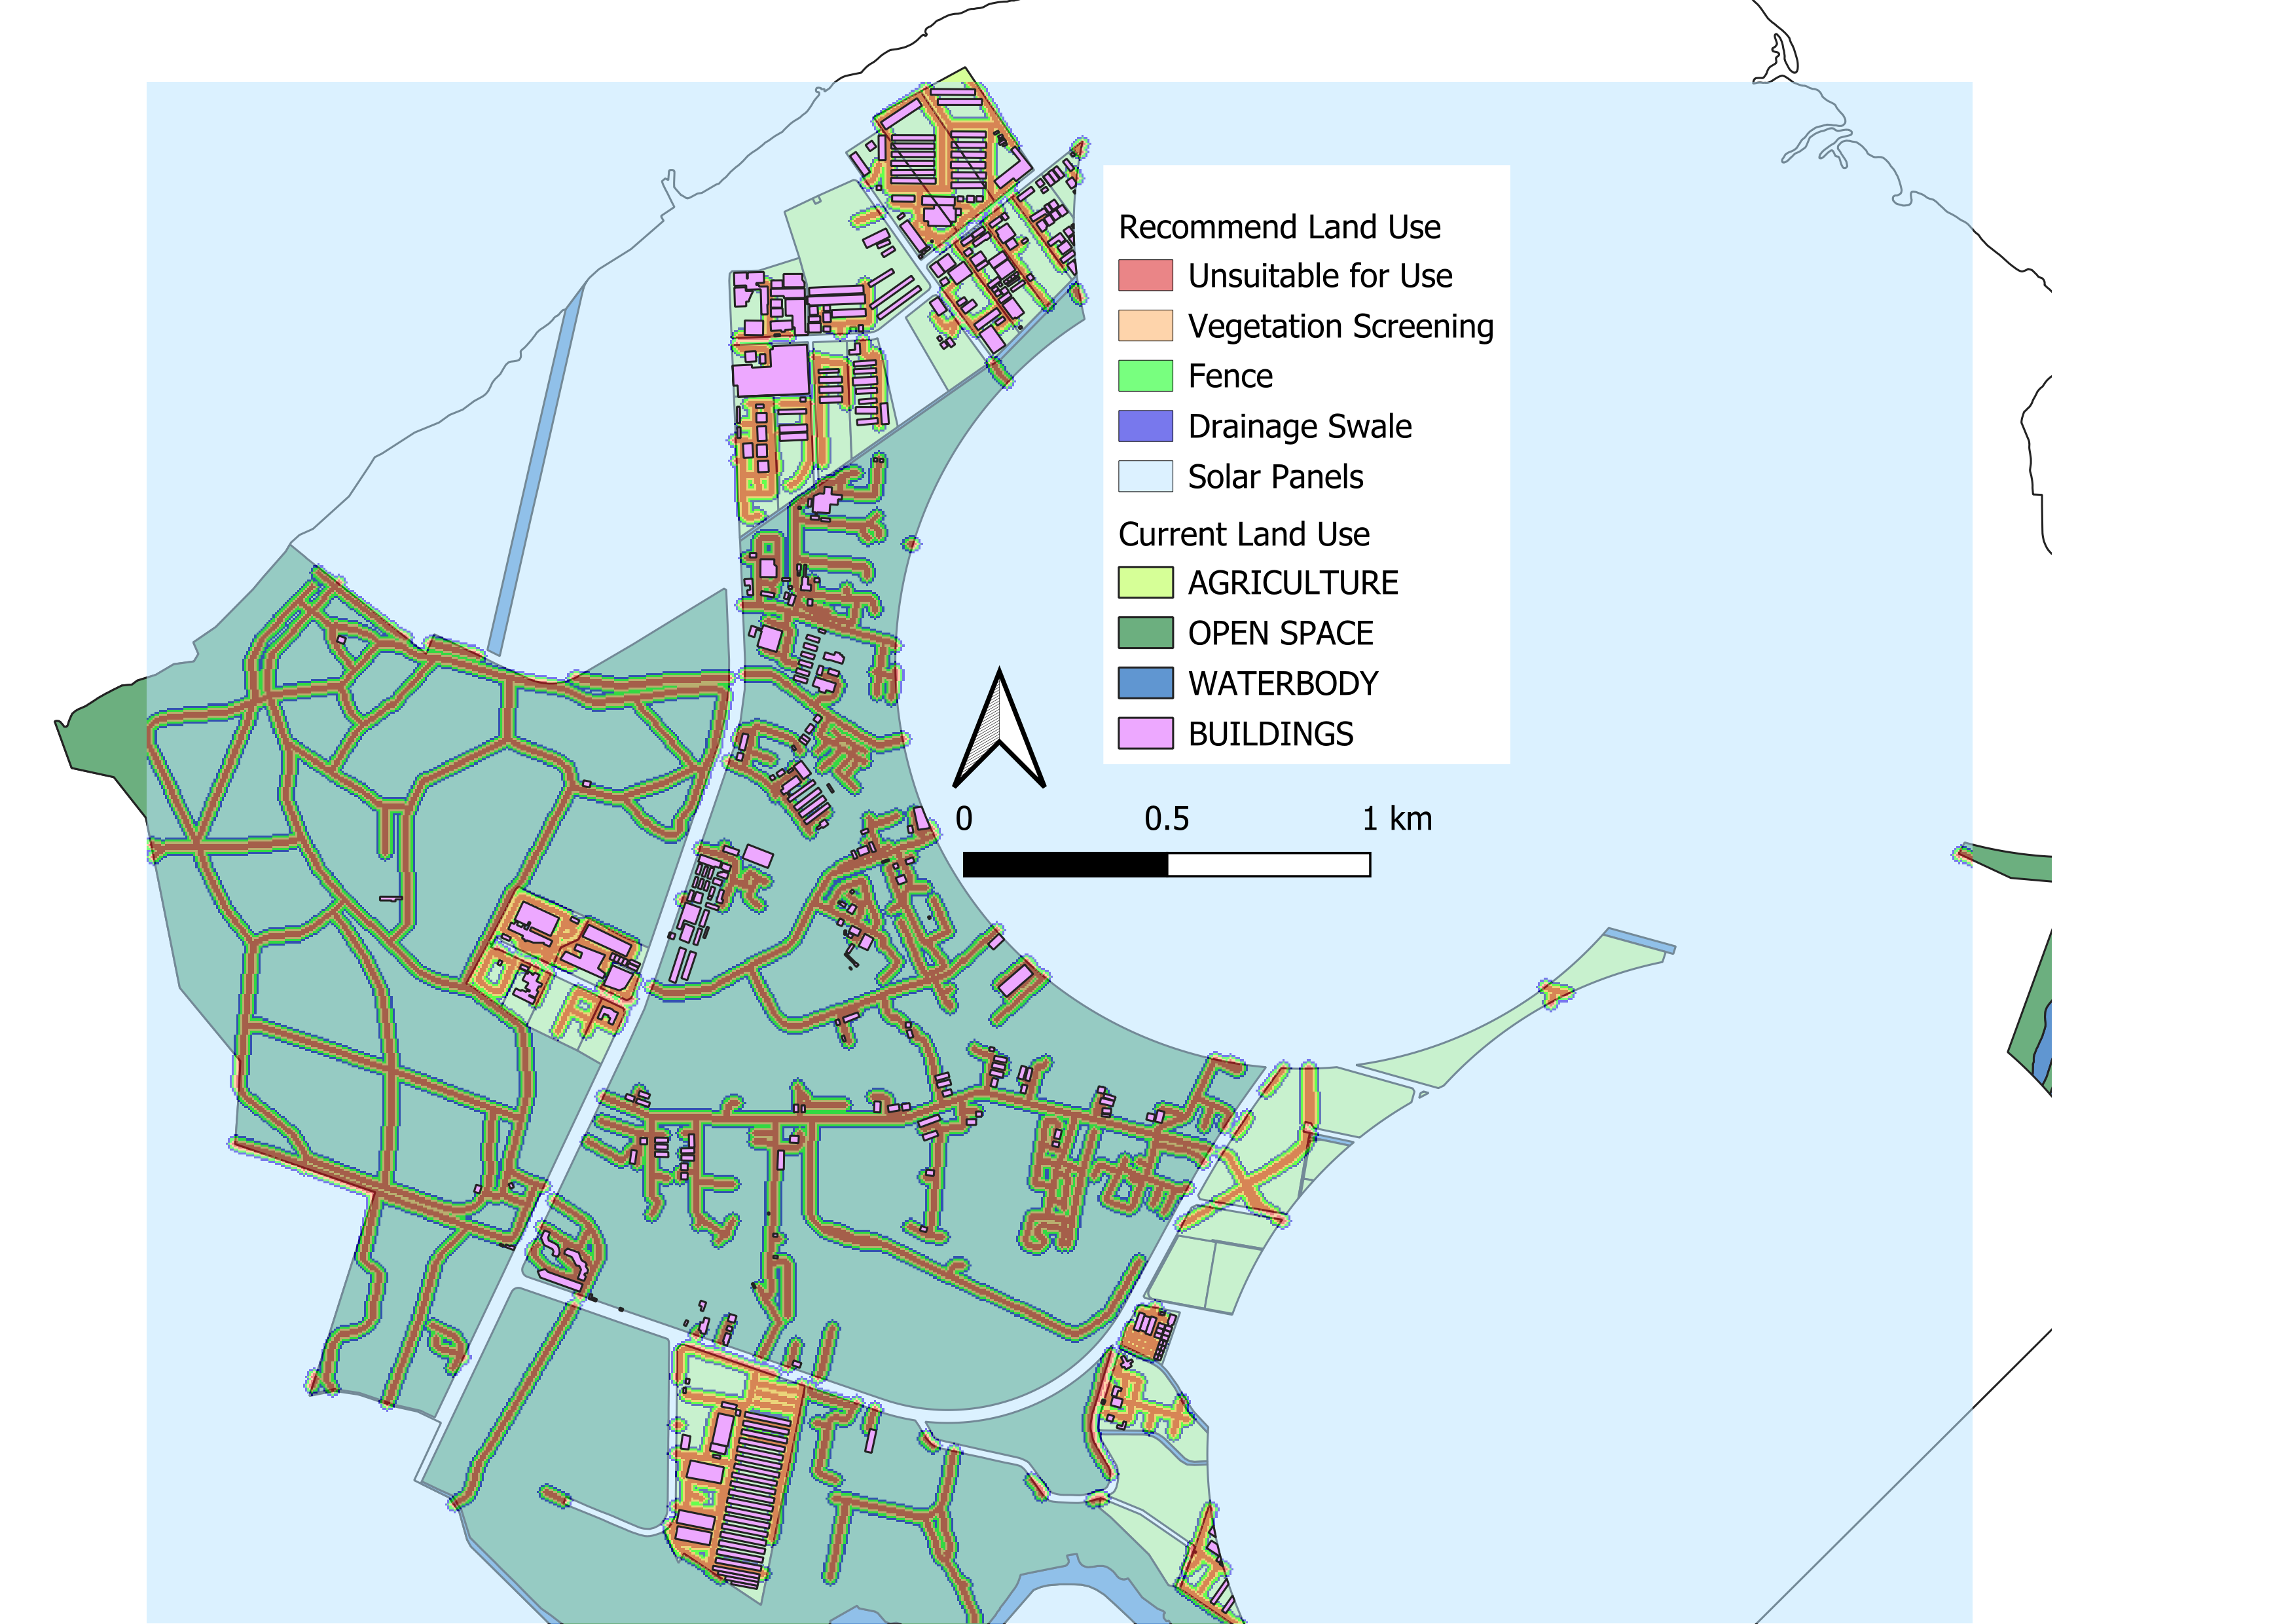 Recommend Land Use
Unsuitable for Use
Vegetation Screening
Fence
Drainage Swale
Solar Panels
Current Land Use
AGRICULTURE
OPEN SPACE
WATERBODY
BUILDINGS
0 0.5 1 km